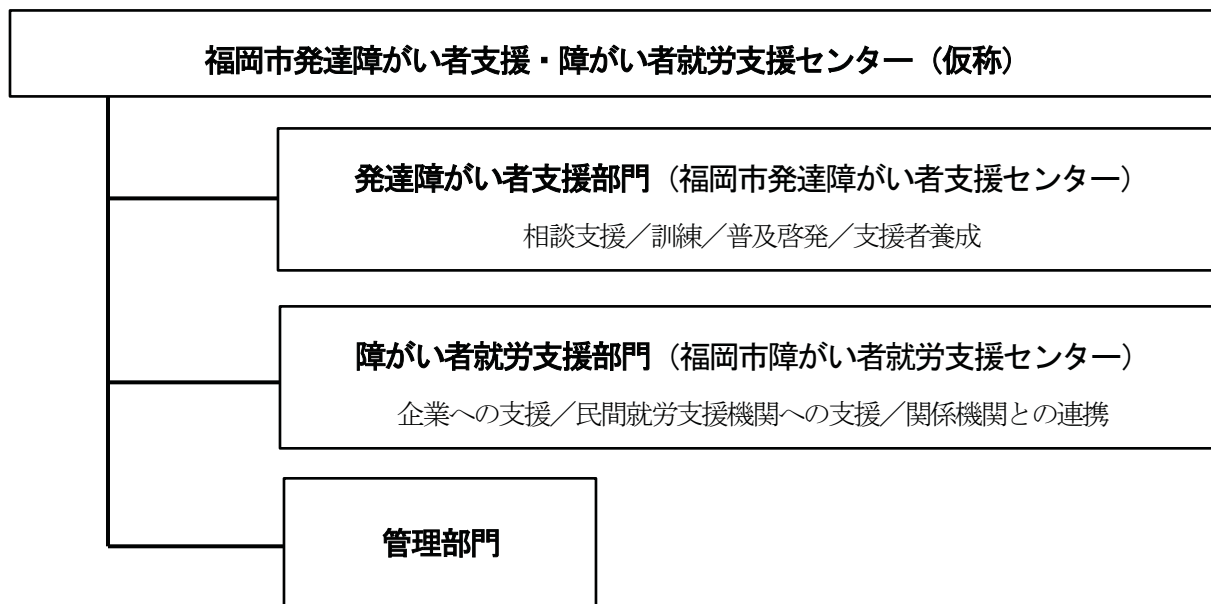 福岡市発達障がい者支援・障がい者就労支援センター（仮称）
発達障がい者支援部門（福岡市発達障がい者支援センター）
相談支援／訓練／普及啓発／支援者養成
障がい者就労支援部門（福岡市障がい者就労支援センター）
企業への支援／民間就労支援機関への支援／関係機関との連携
管理部門